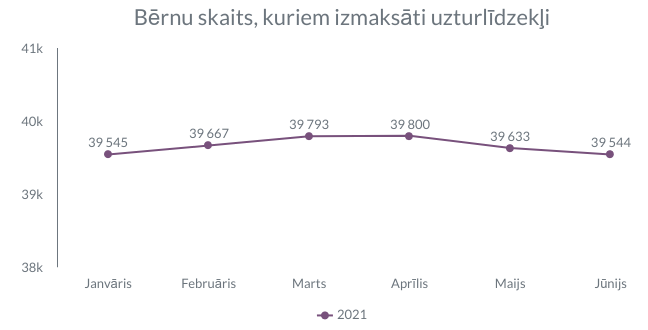 Bērnu skaits, kuriem izmaksāti uzturlīdzekļi
41k
40k
39k
38k
39 545
39 667
39 793
39 800
39 633
39 544
Janvāris
Februāris
Marts
Aprīlis
Maijs
Jūnijs
2021